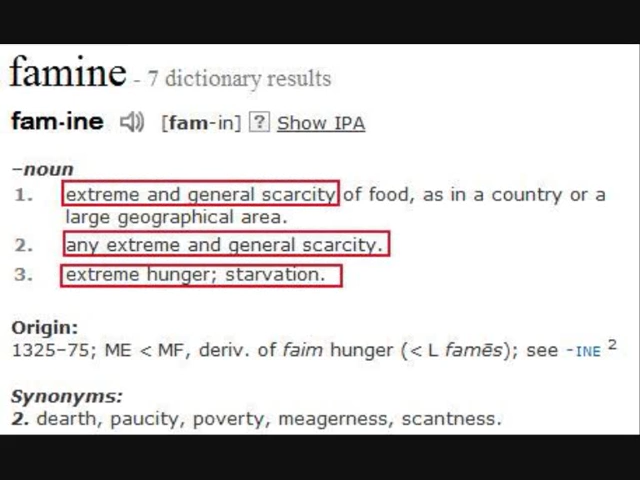 famine - 7 dictionary results
fam·ine [fam-in] ? Show IPA
–noun
1. extreme and general scarcity of food, as in a country or a
large geographical area.
2. any extreme and general scarcity.
3. extreme hunger; starvation.
Origin:
1325–75; ME < MF, deriv. of faim hunger (< L famēs); see -INE 2
Synonyms:
2. dearth, paucity, poverty, meagerness, scantness.